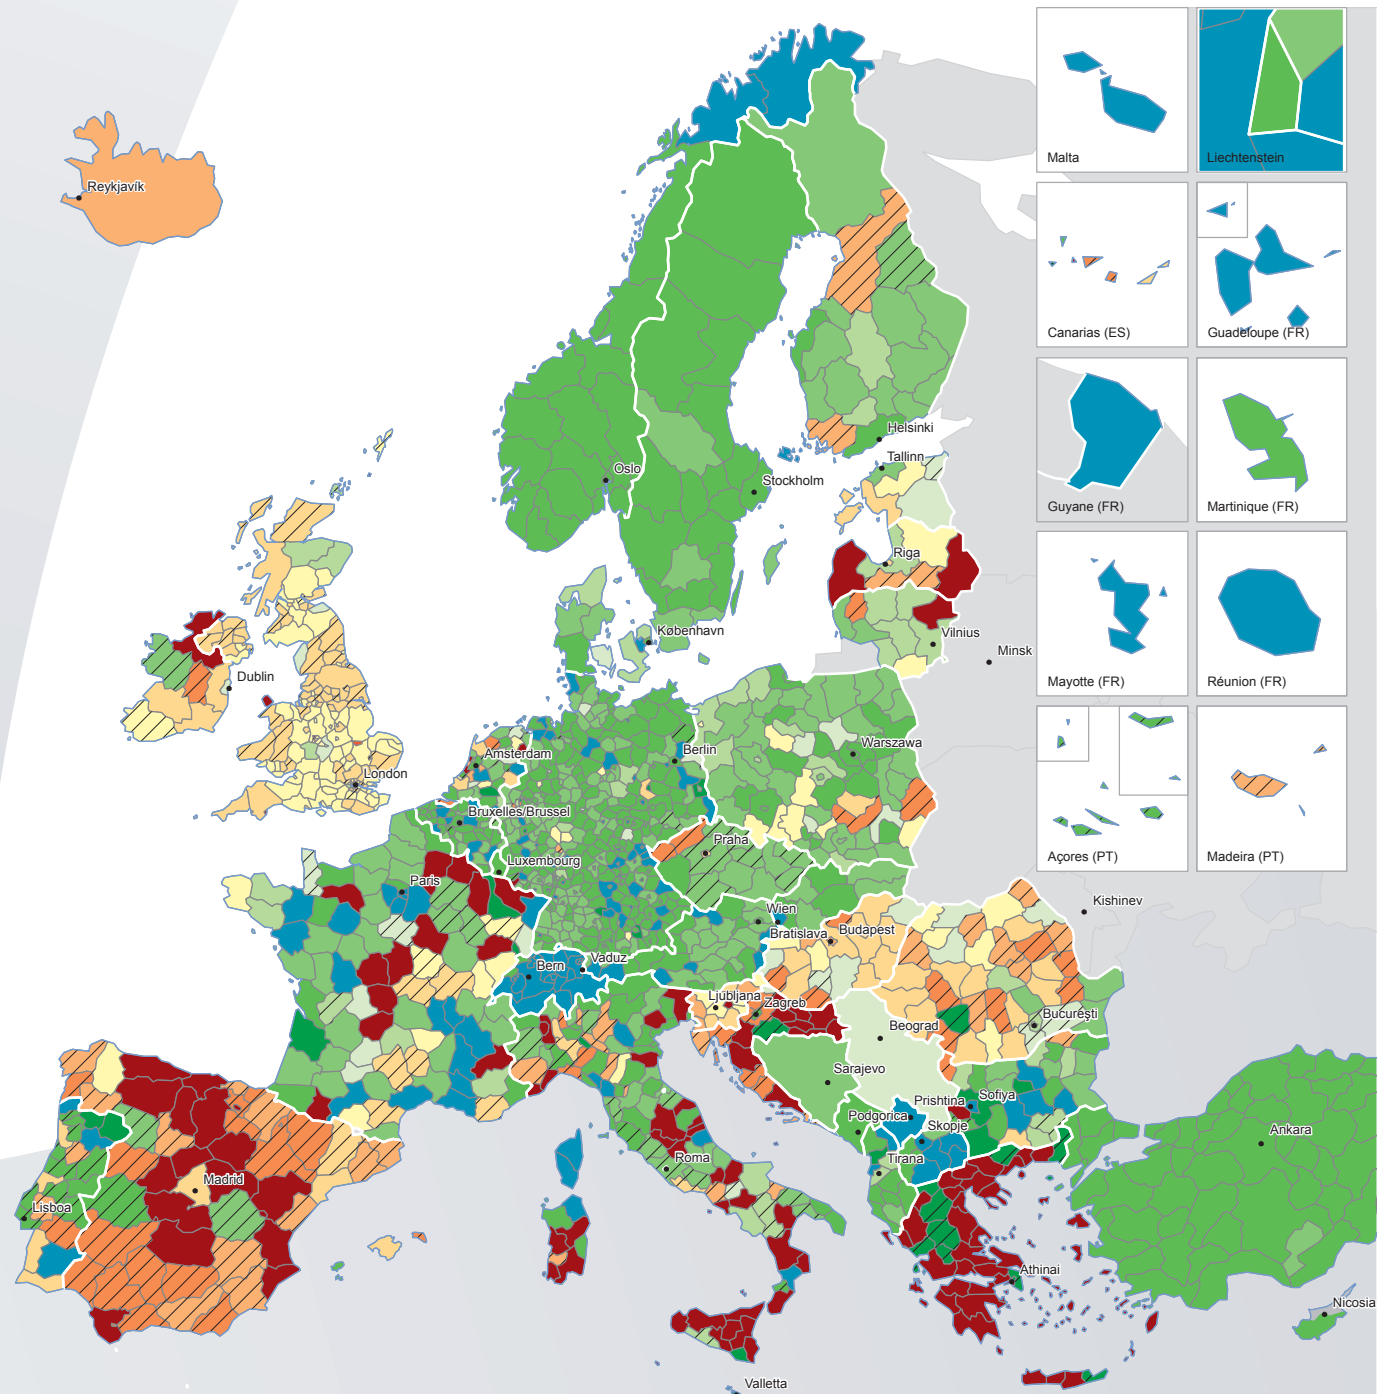 Malta
Liechtenstein
Reykjavík
Canarias (ES)
Guadeloupe (FR)
Helsinki
Tallinn
Oslo
Stockholm
Guyane (FR)
Martinique (FR)
Riga
København
Vilnius
Minsk
Dublin
Mayotte (FR)
Réunion (FR)
Amsterdam
Berlin
Warszawa
London
Bruxelles/Brussel
Praha
Luxembourg
Açores (PT)
Madeira (PT)
Paris
Kishinev
Wien
Bratislava
Budapest
Bern
Vaduz
Ljubljana
Zagreb
Bucureşti
Beograd
Sarajevo
Prishtina
Sofiya
Podgorica
Skopje
Ankara
Roma
Tirana
Madrid
Lisboa
Athinai
Nicosia
Valletta